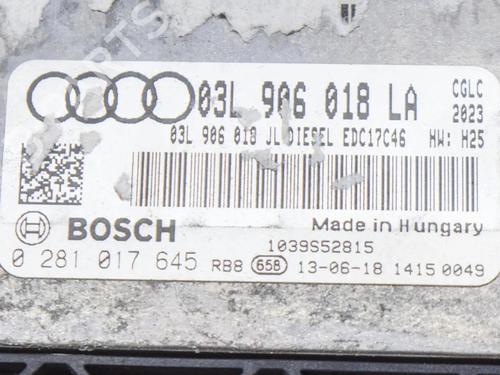 03L 906 018 LA CGLC
2023
03L 906 018 JL DIESEL EDC17C46 HW: H25
BOSCH
Made in Hungary
1039S52815
0 281 017 645 RB8 658 13-06-18 1415 0049